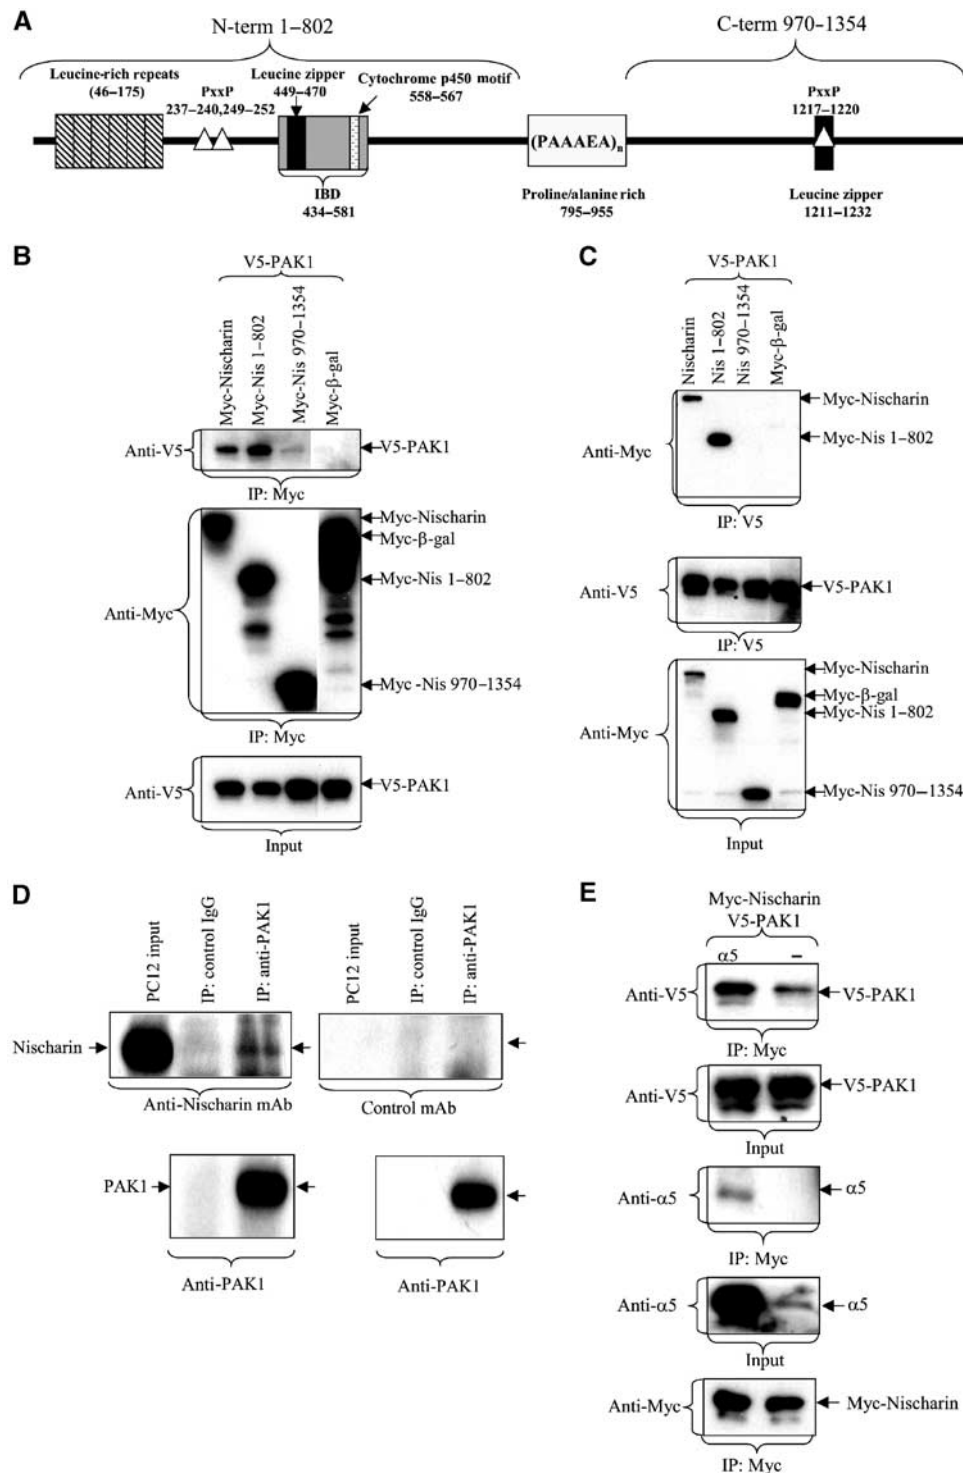 A
N-term 1–802
C-term 970–1354
Leucine-rich repeats
(46–175)
PxxP
237–240,249–252
Leucine zipper
449–470
Cytochrome p450 motif
558–567
PxxP
1217–1220
(PAAAEA)n
IBD
434–581
Proline/alanine rich
795–955
Leucine zipper
1211–1232
B
V5-PAK1
Myc-Nischarin
Myc-Nis 1–802
Myc-Nis 970–1354
Myc-β-gal
Anti-V5
V5-PAK1
IP: Myc
Anti-Myc
Myc-Nischarin
Myc-β-gal
Myc-Nis 1–802
Myc -Nis 970–1354
IP: Myc
Anti-V5
V5-PAK1
Input
C
V5-PAK1
Nischarin
Nis 1–802
Nis 970–1354
Myc-β-gal
Anti-Myc
Myc-Nischarin
Myc-Nis 1–802
IP: V5
Anti-V5
V5-PAK1
IP: V5
Anti-Myc
Myc-Nischarin
Myc-β-gal
Myc-Nis 1–802
Myc-Nis 970–1354
Input
D
PC12 input
IP: control IgG
IP: anti-PAK1
PC12 input
IP: control IgG
IP: anti-PAK1
Nischarin
Anti-Nischarin mAb
Control mAb
PAK1
Anti-PAK1
Anti-PAK1
E
Myc-Nischarin
V5-PAK1
α5 –
Anti-V5
V5-PAK1
IP: Myc
Anti-V5
V5-PAK1
Input
Anti-α5
α5
IP: Myc
Anti-α5
α5
Input
Anti-Myc
Myc-Nischarin
IP: Myc